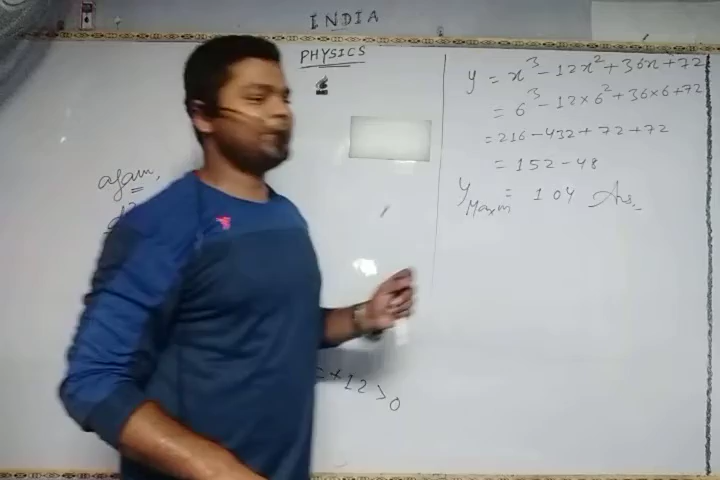 INDIA
PHYSICS
y = x³ - 12x² + 36x + 72
= 6³ - 12×6² + 36×6 + 72
= 216 - 432 + 72 + 72
= 152 - 48
y Maxm = 104 Ans.
again,
= +12 > 0